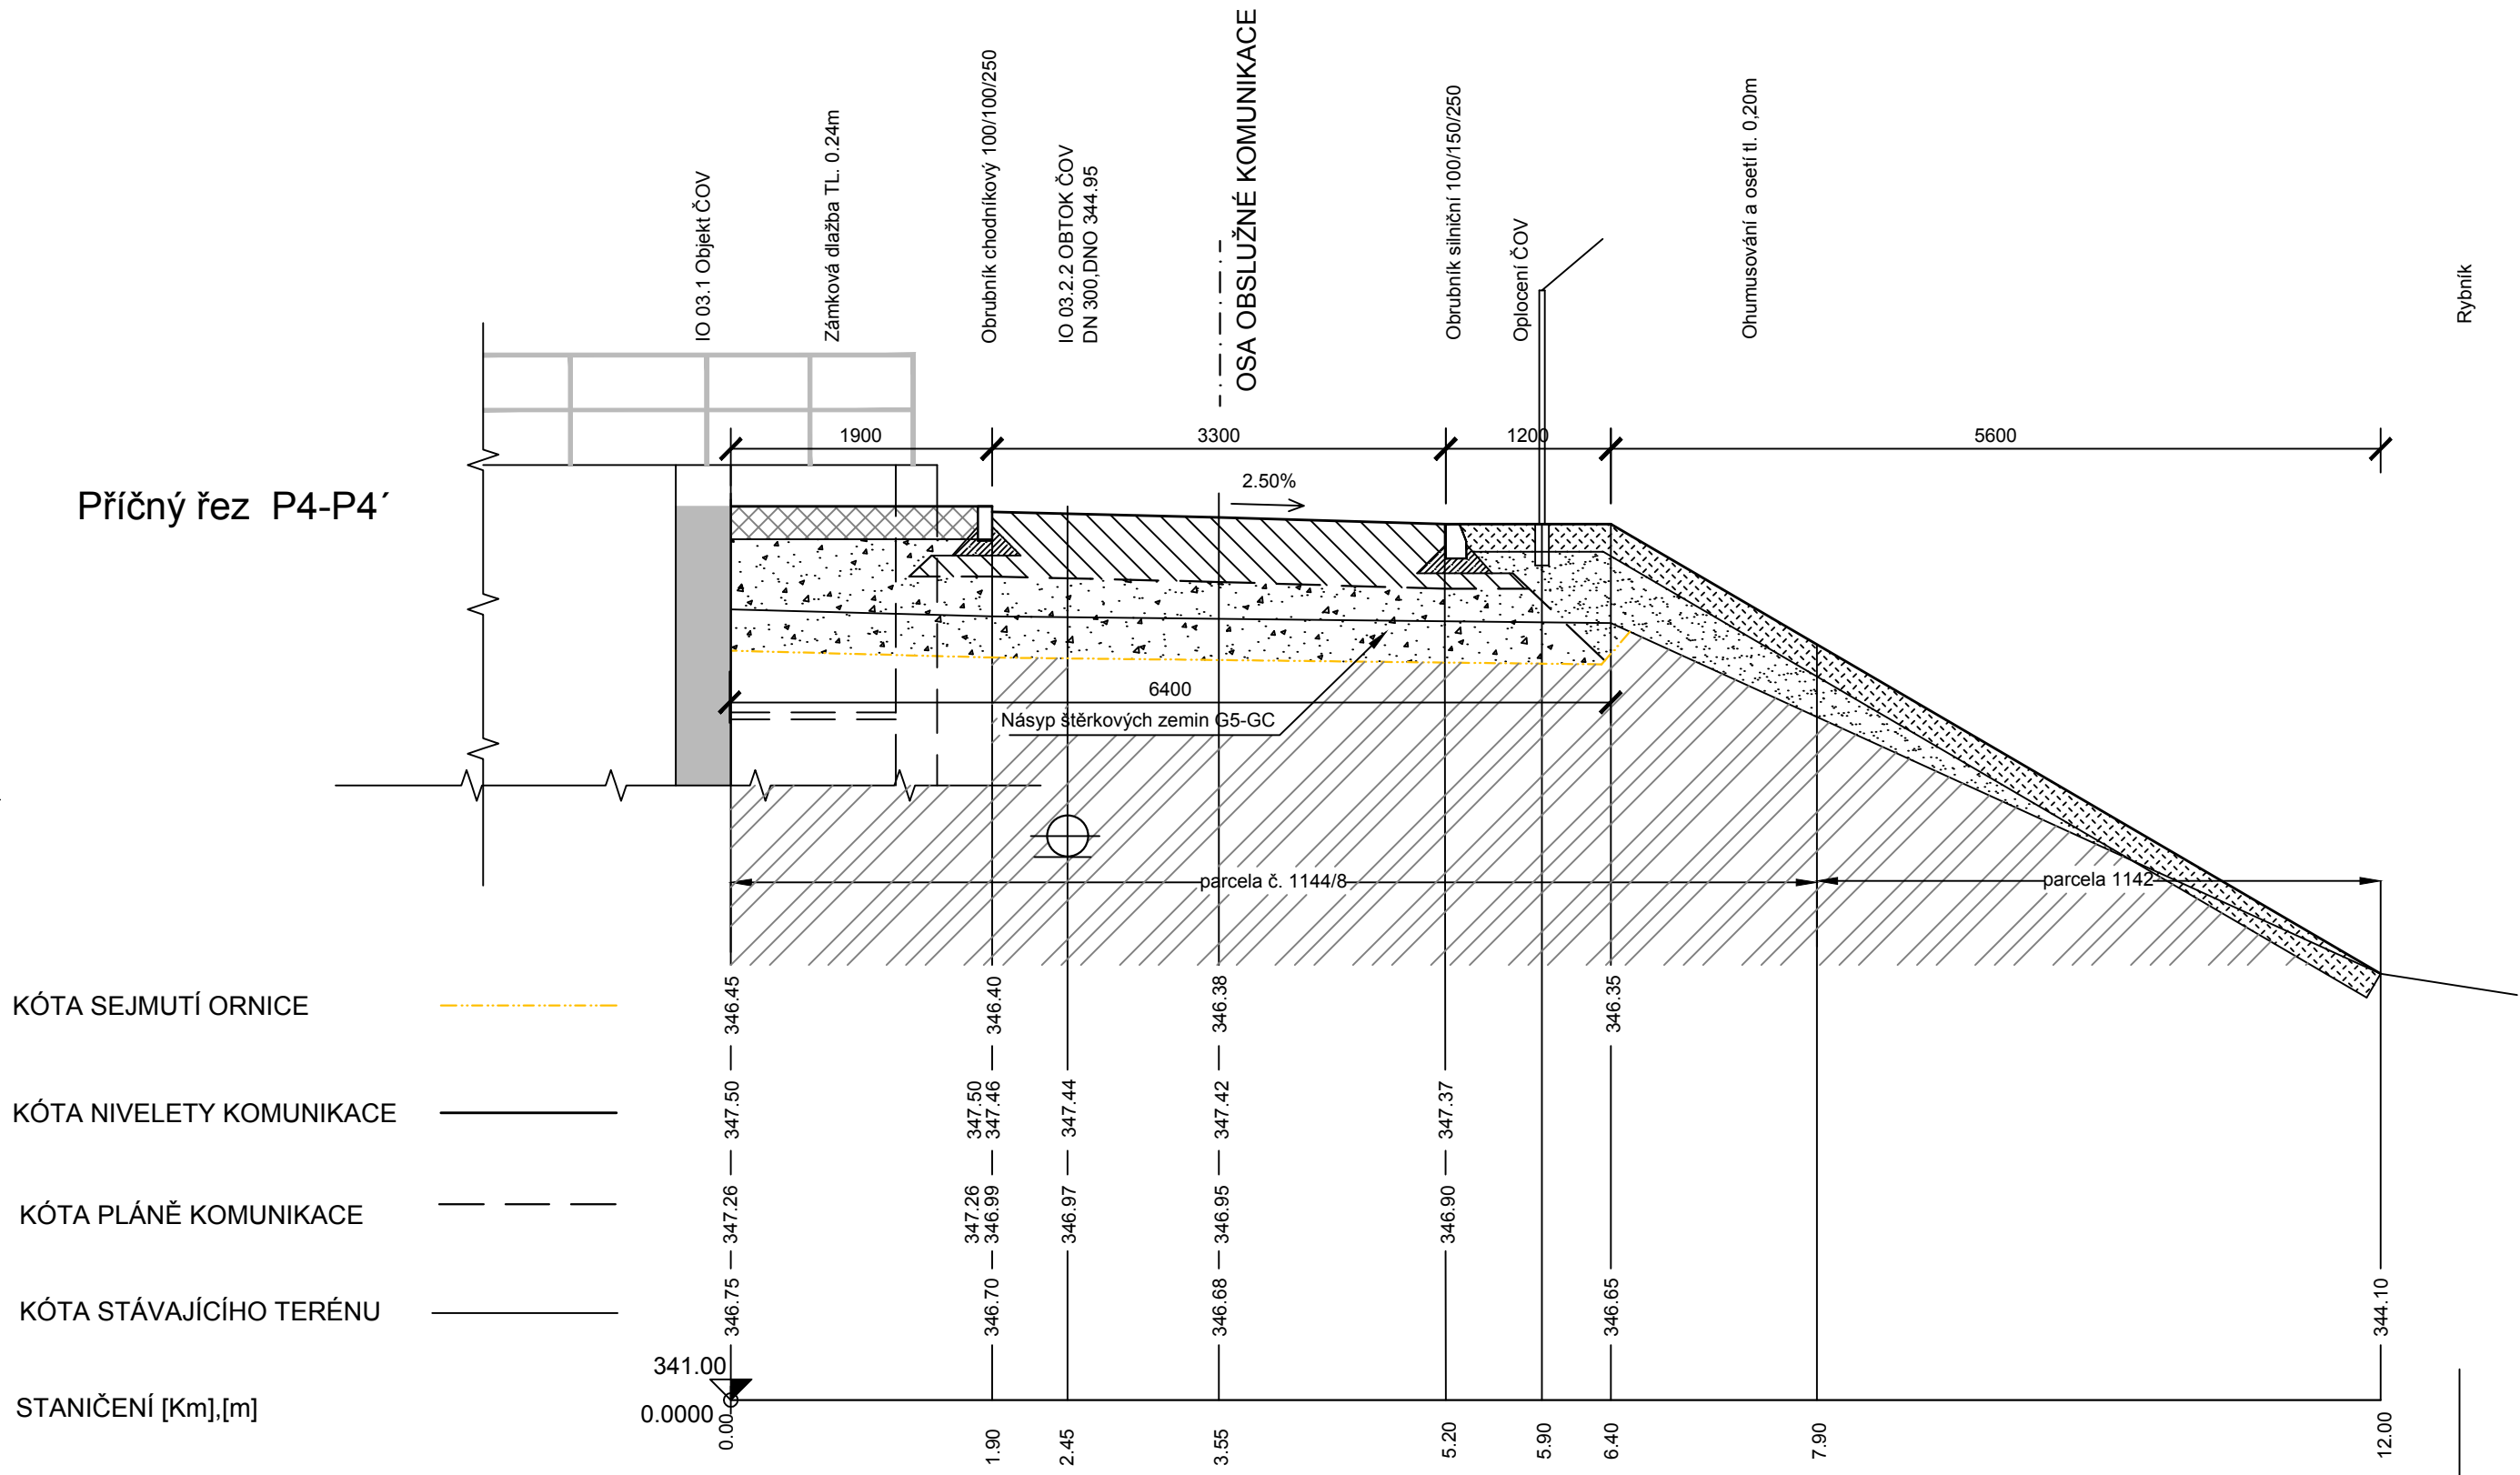 IO 03.1 Objekt ČOV
Zámková dlažba TL. 0.24m
Obrubník chodníkový 100/100/250
IO 03.2.2 OBTOK ČOV
DN 300,DNO 344.95
OSA OBSLUŽNÉ KOMUNIKACE
Obrubník silniční 100/150/250
Oplocení ČOV
Ohumusování a osetí tl. 0,20m
Rybník
1900
3300
1200
5600
2.50%
Příčný řez P4-P4´
6400
Násyp štěrkových zemin G5-GC
parcela č. 1144/8
parcela 1142
KÓTA SEJMUTÍ ORNICE
346.45
346.40
346.38
346.35
KÓTA NIVELETY KOMUNIKACE
347.50
347.50
347.46
347.44
347.42
347.37
KÓTA PLÁNĚ KOMUNIKACE
347.26
347.26
346.99
346.97
346.95
346.90
KÓTA STÁVAJÍCÍHO TERÉNU
346.75
346.70
346.68
346.65
344.10
341.00
STANIČENÍ [Km],[m]
0.0000
0.00
1.90
2.45
3.55
5.20
5.90
6.40
7.90
12.00